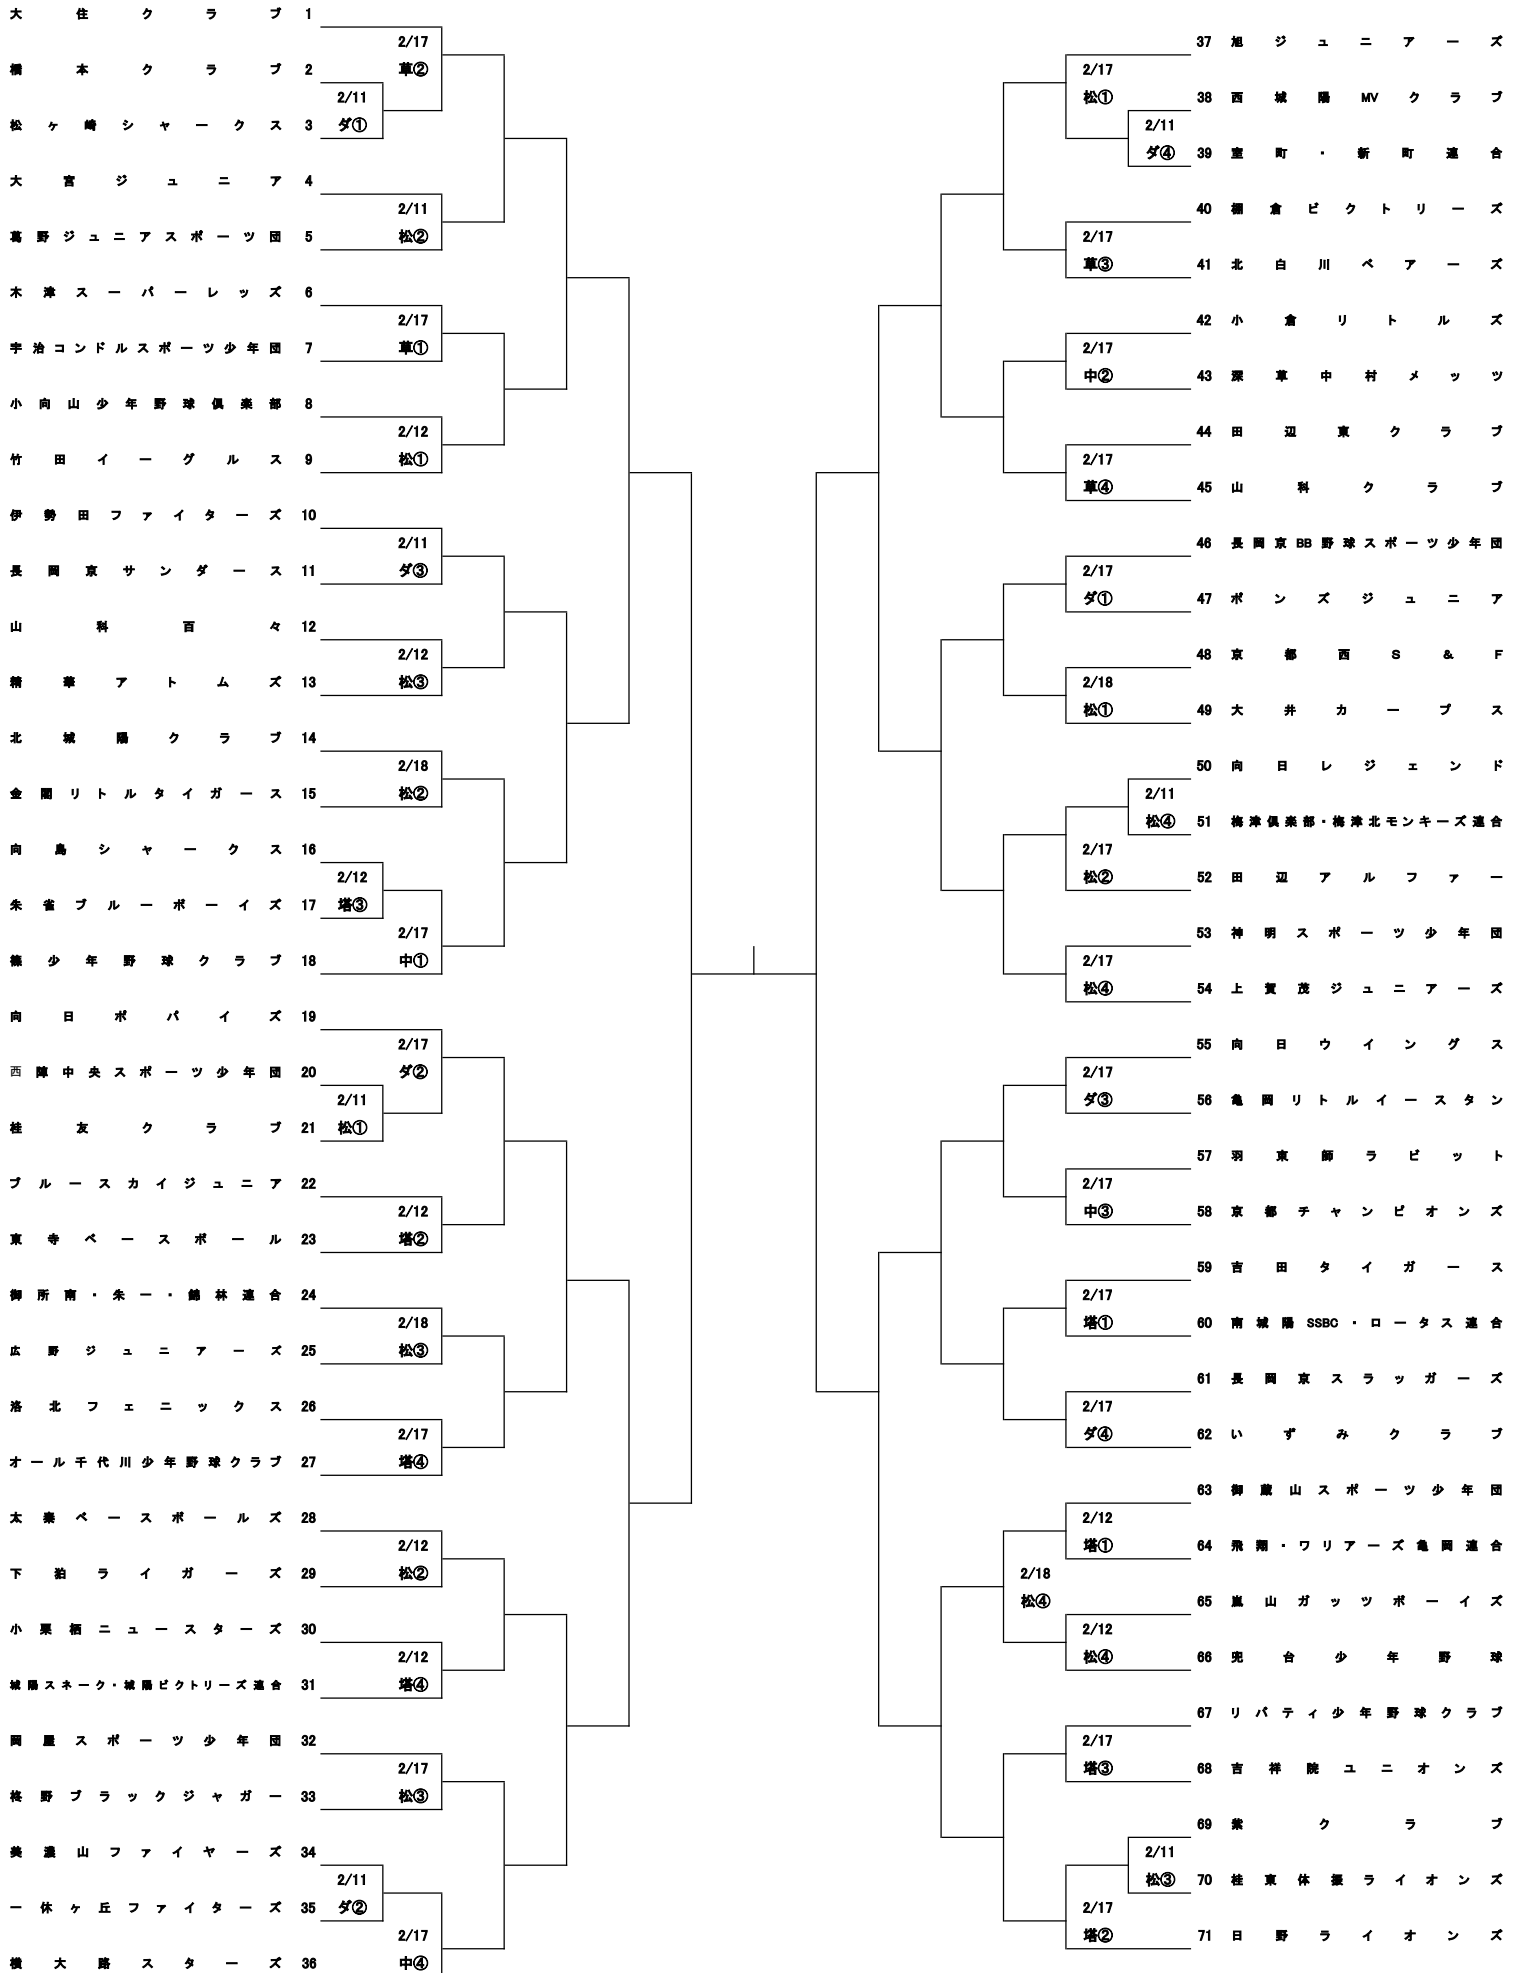 大住クラブ 1
2/17
草②
橋本クラブ 2
2/11
ダ①
松ヶ崎シャークス 3
大宮ジュニア 4
2/11
松②
葛野ジュニアスポーツ団 5
木津スーパーレッズ 6
2/17
草①
宇治コンドルスポーツ少年団 7
小向山少年野球倶楽部 8
2/12
松①
竹田イーグルス 9
伊勢田ファイターズ 10
2/11
ダ③
長岡京サンダース 11
山科百々 12
2/12
松③
精華アトムズ 13
北城陽クラブ 14
2/18
松②
金閣リトルタイガース 15
向島シャークス 16
2/12
塔③
朱雀ブルーボーイズ 17
2/17
中①
篠少年野球クラブ 18
向日ポパイズ 19
2/17
ダ②
西陣中央スポーツ少年団 20
2/11
松①
桂友クラブ 21
ブルースカイジュニア 22
2/12
塔②
東寺ベースボール 23
御所南・朱一・錦林連合 24
2/18
松③
広野ジュニアーズ 25
洛北フェニックス 26
2/17
塔④
オール千代川少年野球クラブ 27
太秦ベースボールズ 28
2/12
松②
下狛ライガーズ 29
小栗栖ニュースターズ 30
2/12
塔④
城陽スネーク・城陽ビクトリーズ連合 31
岡屋スポーツ少年団 32
2/17
松③
柊野ブラックジャガー 33
美濃山ファイヤーズ 34
2/11
ダ②
一休ヶ丘ファイターズ 35
2/17
中④
横大路スターズ 36
37 旭ジュニアーズ
2/17
松①
38 西城陽MVクラブ
2/11
ダ④
39 室町・新町連合
40 棚倉ビクトリーズ
2/17
草③
41 北白川ベアーズ
42 小倉リトルズ
2/17
中②
43 深草中村メッツ
44 田辺東クラブ
2/17
草④
45 山科クラブ
46 長岡京BB野球スポーツ少年団
2/17
ダ①
47 ポンズジュニア
48 京都西S&F
2/18
松①
49 大井カープス
50 向日レジェンド
2/11
松④
51 梅津倶楽部・梅津北モンキーズ連合
2/17
松②
52 田辺アルファー
53 神明スポーツ少年団
2/17
松④
54 上賀茂ジュニアーズ
55 向日ウイングス
2/17
ダ③
56 亀岡リトルイースタン
57 羽束師ラビット
2/17
中③
58 京都チャンピオンズ
59 吉田タイガース
2/17
塔①
60 南城陽SSBC・ロータス連合
61 長岡京スラッガーズ
2/17
ダ④
62 いずみクラブ
63 御蔵山スポーツ少年団
2/12
塔①
64 飛翔・ワリアーズ亀岡連合
2/18
松④
65 嵐山ガッツボーイズ
2/12
松④
66 兜台少年野球
67 リバティ少年野球クラブ
2/17
塔③
68 吉祥院ユニオンズ
69 紫クラブ
2/11
松③
70 桂東体振ライオンズ
2/17
塔②
71 日野ライオンズ